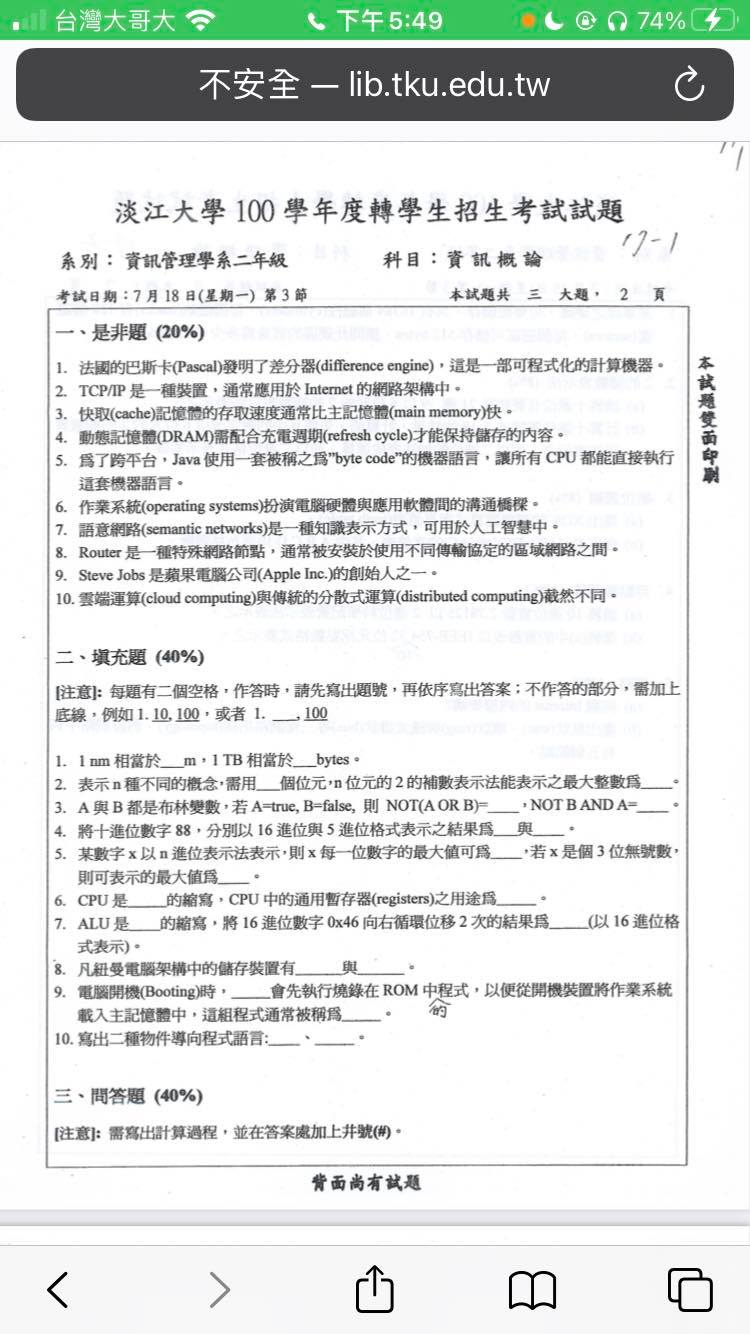 台灣大哥大 下午5:49 74%
不安全 — lib.tku.edu.tw
淡江大學 100 學年度轉學生招生考試試題
17-1
系別：資訊管理學系二年級 科目：資訊概論
考試日期：7月18日(星期一) 第3節 本試題共 三 大題， 2 頁
本試題雙面印刷
一、是非題 (20%)
1. 法國的巴斯卡(Pascal)發明了差分器(difference engine)，這是一部可程式化的計算機器。
2. TCP/IP 是一種裝置，通常應用於 Internet 的網路架構中。
3. 快取(cache)記憶體的存取速度通常比主記憶體(main memory)快。
4. 動態記憶體(DRAM)需配合充電週期(refresh cycle)才能保持儲存的內容。
5. 爲了跨平台，Java 使用一套被稱之爲”byte code”的機器語言，讓所有 CPU 都能直接執行
這套機器語言。
6. 作業系統(operating systems)扮演電腦硬體與應用軟體間的溝通橋樑。
7. 語意網路(semantic networks)是一種知識表示方式，可用於人工智慧中。
8. Router 是一種特殊網路節點，通常被安裝於使用不同傳輸協定的區域網路之間。
9. Steve Jobs 是蘋果電腦公司(Apple Inc.)的創始人之一。
10. 雲端運算(cloud computing)與傳統的分散式運算(distributed computing)截然不同。
二、填充題 (40%)
[注意]: 每題有二個空格，作答時，請先寫出題號，再依序寫出答案；不作答的部分，需加上
底線，例如 1. 10, 100，或者 1. ___, 100
1. 1 nm 相當於___m，1 TB 相當於___bytes。
2. 表示 n 種不同的概念，需用___個位元，n 位元的 2 的補數表示法能表示之最大整數爲____。
3. A 與 B 都是布林變數，若 A=true, B=false, 則 NOT(A OR B)=____，NOT B AND A=____。
4. 將十進位數字 88，分別以 16 進位與 5 進位格式表示之結果爲___與____。
5. 某數字 x 以 n 進位表示法表示，則 x 每一位數字的最大值可爲____，若 x 是個 3 位無號數，
則可表示的最大值爲____。
6. CPU 是_____的縮寫，CPU 中的通用暫存器(registers)之用途爲_____。
7. ALU 是____的縮寫，將 16 進位數字 0x46 向右循環位移 2 次的結果爲_____(以 16 進位格
式表示)。
8. 凡紐曼電腦架構中的儲存裝置有______與______。
9. 電腦開機(Booting)時，_____會先執行燒錄在 ROM 中程式，以便從開機裝置將作業系統
的
載入主記憶體中，這組程式通常被稱爲_____。
10. 寫出二種物件導向程式語言:____、_____。
三、問答題 (40%)
[注意]: 需寫出計算過程，並在答案處加上井號(#)。
背面尚有試題